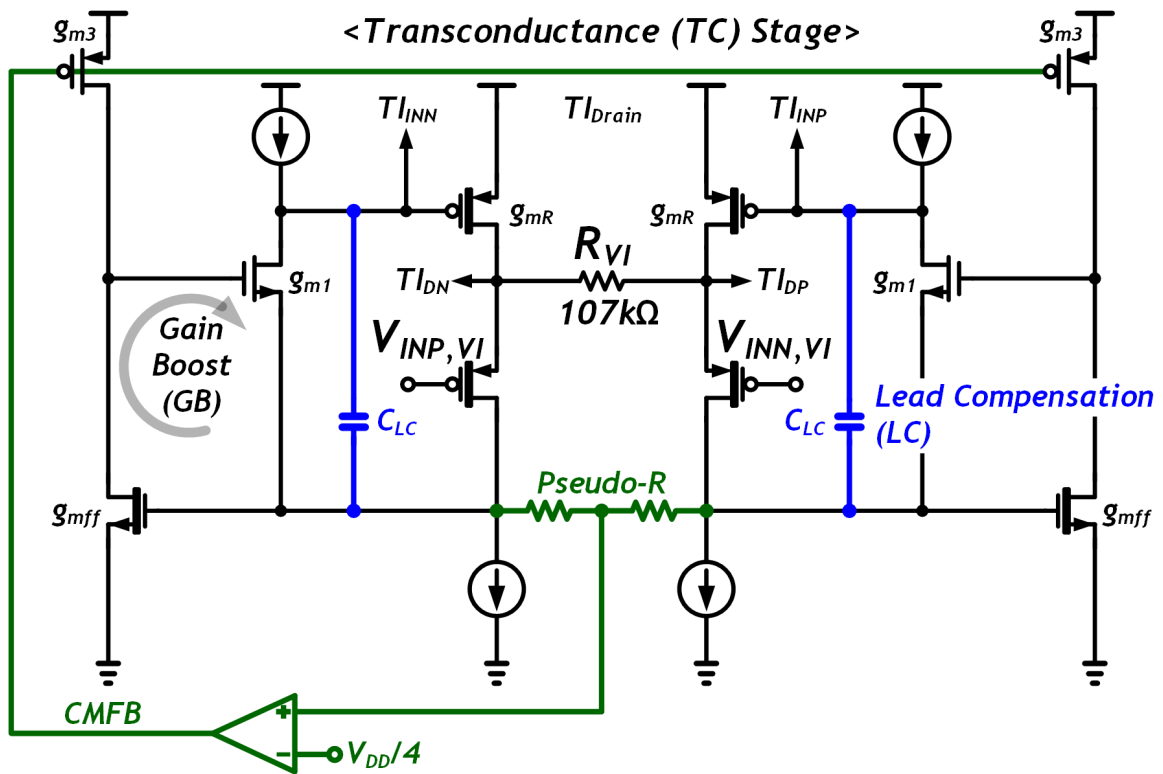 <Transconductance (TC) Stage>
gm3
gm3
TIINN
TIDrain
TIINP
gmR
gmR
RVI
107kΩ
gm1
gm1
TIDN
TIDP
Gain
Boost
(GB)
VINP,VI
VINN,VI
CLC
CLC
Lead Compensation
(LC)
Pseudo-R
gmff
gmff
CMFB
+
−
VDD/4